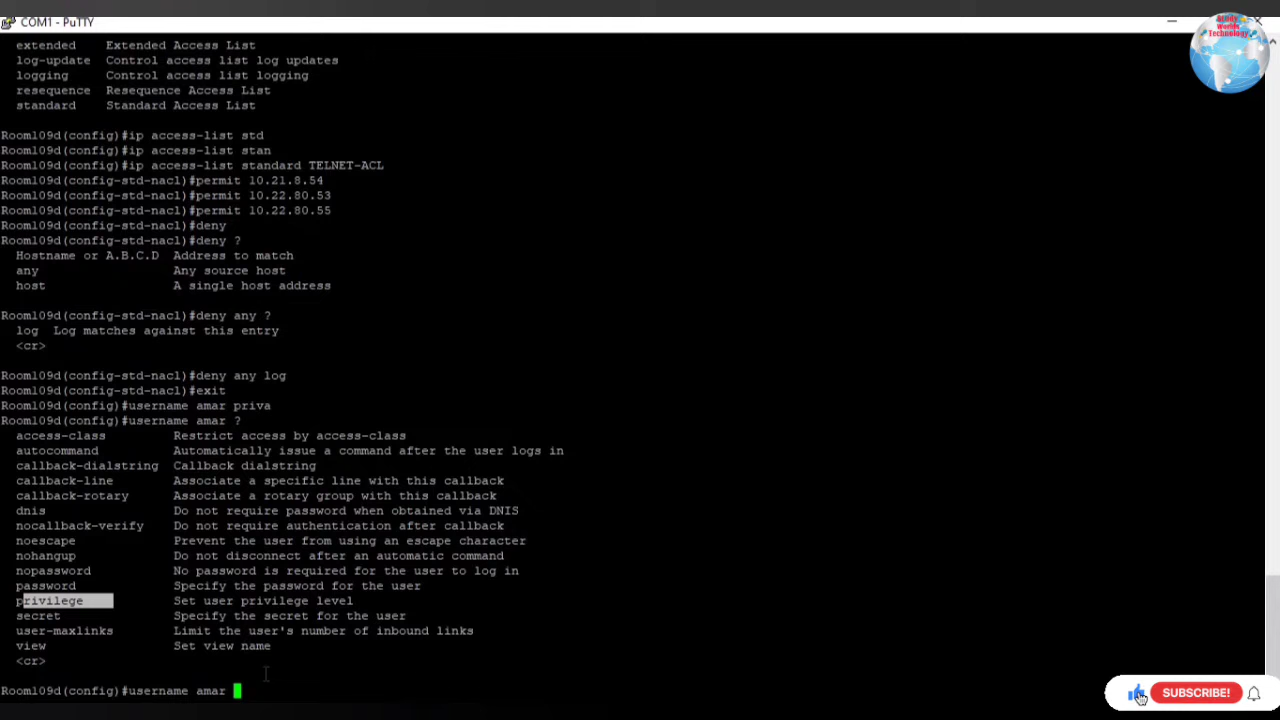 COM1 - PuTTY
Study
Worlds
Technology
extended    Extended Access List
log-update  Control access list log updates
logging     Control access list logging
resequence  Resequence Access List
standard    Standard Access List
Room109d(config)#ip access-list std
Room109d(config)#ip access-list stan
Room109d(config)#ip access-list standard TELNET-ACL
Room109d(config-std-nacl)#permit 10.21.8.54
Room109d(config-std-nacl)#permit 10.22.80.53
Room109d(config-std-nacl)#permit 10.22.80.55
Room109d(config-std-nacl)#deny
Room109d(config-std-nacl)#deny ?
Hostname or A.B.C.D  Address to match
any                  Any source host
host                 A single host address
Room109d(config-std-nacl)#deny any ?
log  Log matches against this entry
<cr>
Room109d(config-std-nacl)#deny any log
Room109d(config-std-nacl)#exit
Room109d(config)#username amar priva
Room109d(config)#username amar ?
access-class         Restrict access by access-class
autocommand          Automatically issue a command after the user logs in
callback-dialstring  Callback dialstring
callback-line        Associate a specific line with this callback
callback-rotary      Associate a rotary group with this callback
dnis                 Do not require password when obtained via DNIS
nocallback-verify    Do not require authentication after callback
noescape             Prevent the user from using an escape character
nohangup             Do not disconnect after an automatic command
nopassword           No password is required for the user to log in
password             Specify the password for the user
privilege            Set user privilege level
secret               Specify the secret for the user
user-maxlinks        Limit the user's number of inbound links
view                 Set view name
<cr>
Room109d(config)#username amar
SUBSCRIBE!